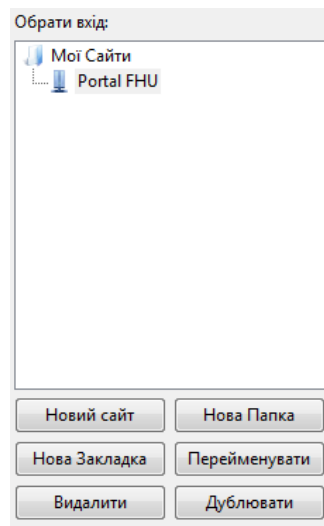 Обрати вхід:
Мої Сайти
Portal FHU
Новий сайт
Нова Папка
Нова Закладка
Перейменувати
Видалити
Дублювати